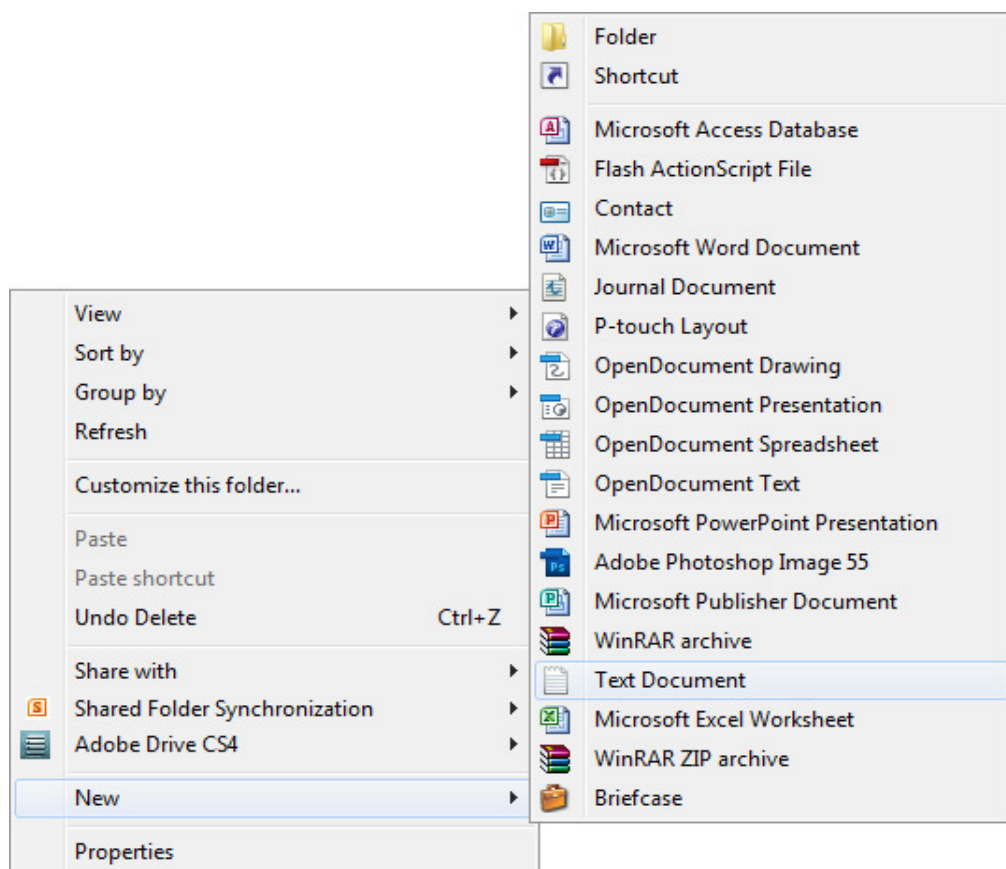 View
Sort by
Group by
Refresh
Customize this folder...
Paste
Paste shortcut
Undo Delete Ctrl+Z
Share with
Shared Folder Synchronization
Adobe Drive CS4
New
Properties
Folder
Shortcut
Microsoft Access Database
Flash ActionScript File
Contact
Microsoft Word Document
Journal Document
P-touch Layout
OpenDocument Drawing
OpenDocument Presentation
OpenDocument Spreadsheet
OpenDocument Text
Microsoft PowerPoint Presentation
Adobe Photoshop Image 55
Microsoft Publisher Document
WinRAR archive
Text Document
Microsoft Excel Worksheet
WinRAR ZIP archive
Briefcase